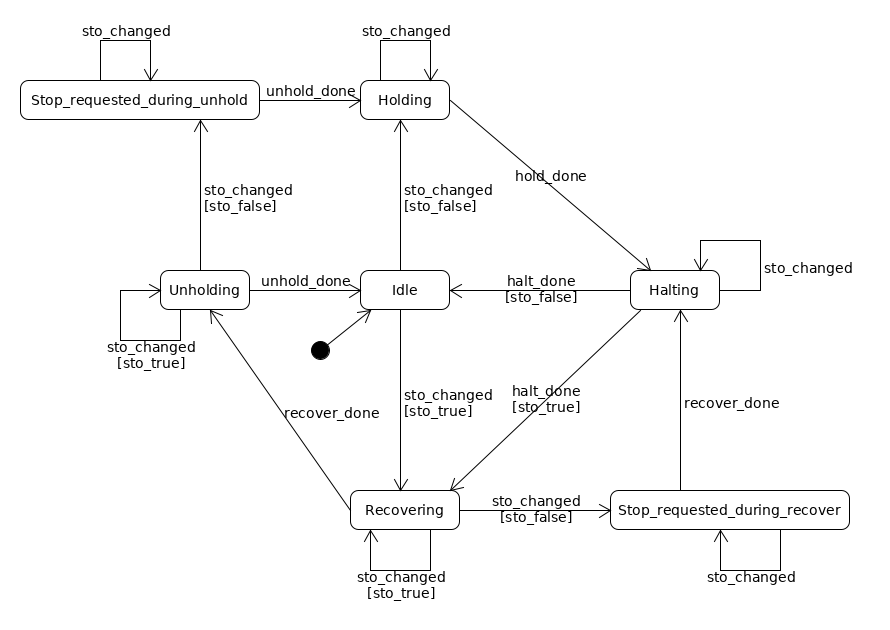 sto_changed
sto_changed
Stop_requested_during_unhold
unhold_done
Holding
hold_done
sto_changed
[sto_false]
sto_changed
[sto_false]
Unholding
unhold_done
Idle
halt_done
[sto_false]
Halting
sto_changed
sto_changed
[sto_true]
sto_changed
[sto_true]
halt_done
[sto_true]
recover_done
recover_done
Recovering
sto_changed
[sto_false]
Stop_requested_during_recover
sto_changed
[sto_true]
sto_changed